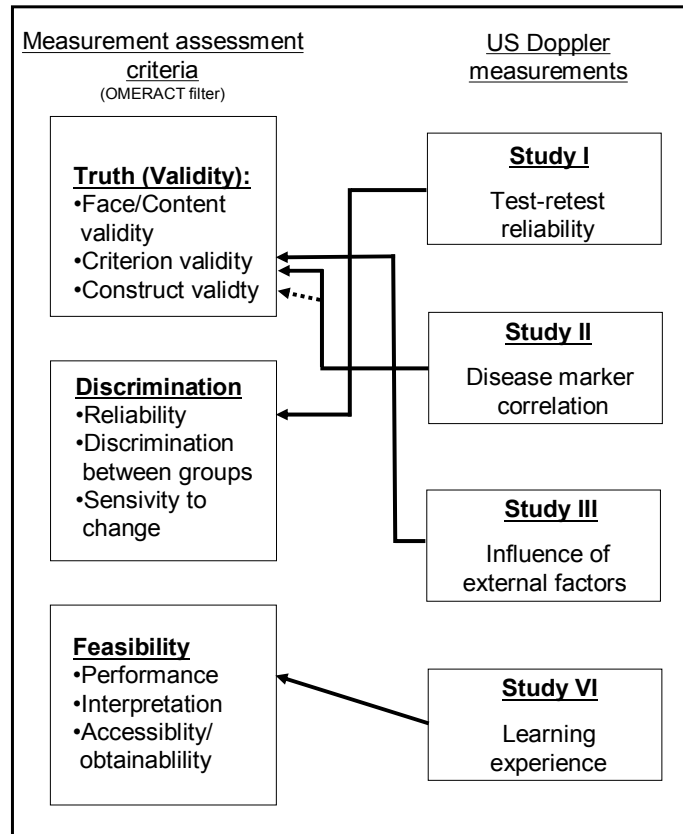 Measurement assessment
criteria
(OMERACT filter)
Truth (Validity):
•Face/Content
validity
•Criterion validity
•Construct validty
Discrimination
•Reliability
•Discrimination
between groups
•Sensivity to
change
Feasibility
•Performance
•Interpretation
•Accessiblity/
obtainablility
US Doppler
measurements
Study I
Test-retest
reliability
Study II
Disease marker
correlation
Study III
Influence of
external factors
Study VI
Learning
experience